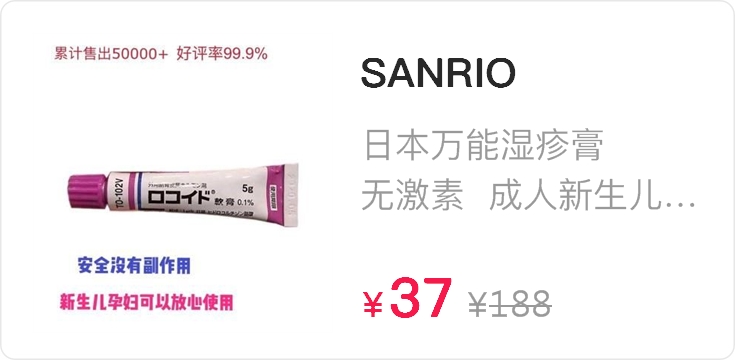 累计售出50000+ 好评率99.9%
SANRIO
日本万能湿疹膏
无激素 成人新生儿...
5g
ロコイド®
軟膏 0.1%
TO-102V
安全没有副作用
新生儿孕妇可以放心使用
¥37 ¥188